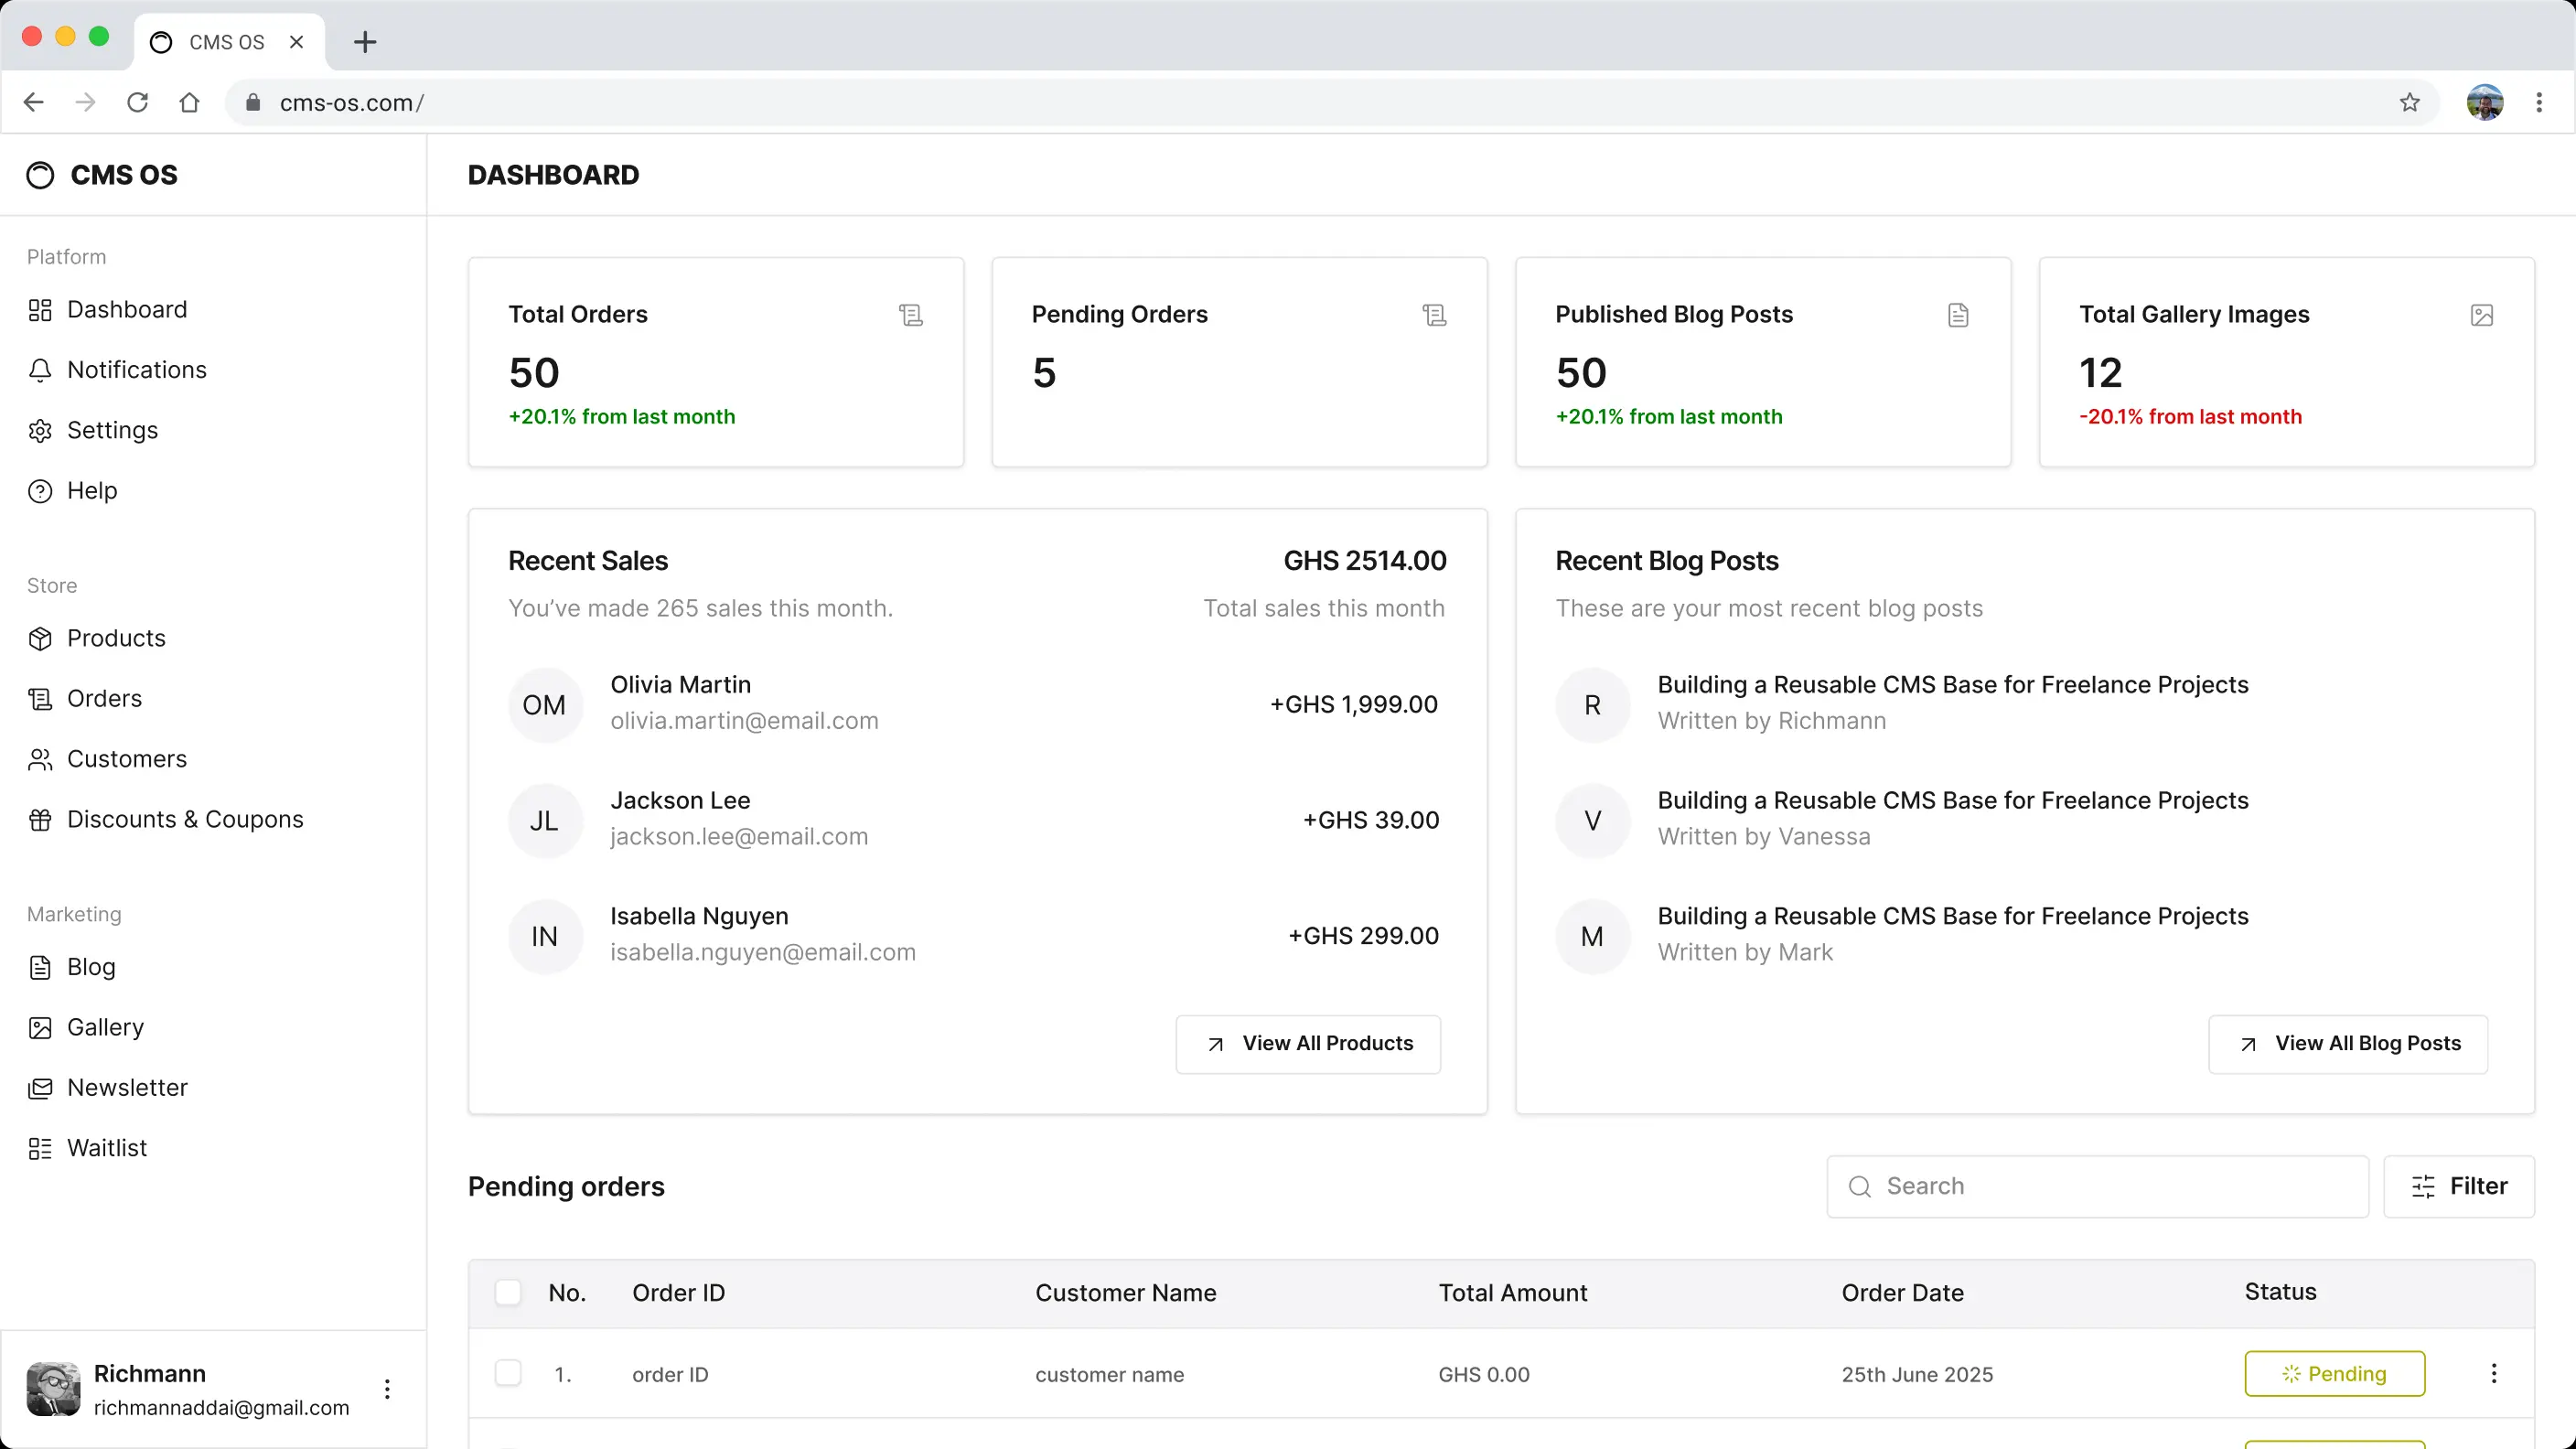 CMS OS
cms-os.com/
CMS OS
DASHBOARD
Platform
Dashboard
Notifications
Settings
Help
Store
Products
Orders
Customers
Discounts & Coupons
Marketing
Blog
Gallery
Newsletter
Waitlist
Richmann
richmannaddai@gmail.com
Total Orders
50
+20.1% from last month
Pending Orders
5
Published Blog Posts
50
+20.1% from last month
Total Gallery Images
12
-20.1% from last month
Recent Sales
GHS 2514.00
You’ve made 265 sales this month.
Total sales this month
OM
Olivia Martin
olivia.martin@email.com
+GHS 1,999.00
JL
Jackson Lee
jackson.lee@email.com
+GHS 39.00
IN
Isabella Nguyen
isabella.nguyen@email.com
+GHS 299.00
View All Products
Recent Blog Posts
These are your most recent blog posts
R
Building a Reusable CMS Base for Freelance Projects
Written by Richmann
V
Building a Reusable CMS Base for Freelance Projects
Written by Vanessa
M
Building a Reusable CMS Base for Freelance Projects
Written by Mark
View All Blog Posts
Pending orders
Search
Filter
No. Order ID Customer Name Total Amount Order Date Status
1. order ID customer name GHS 0.00 25th June 2025 Pending